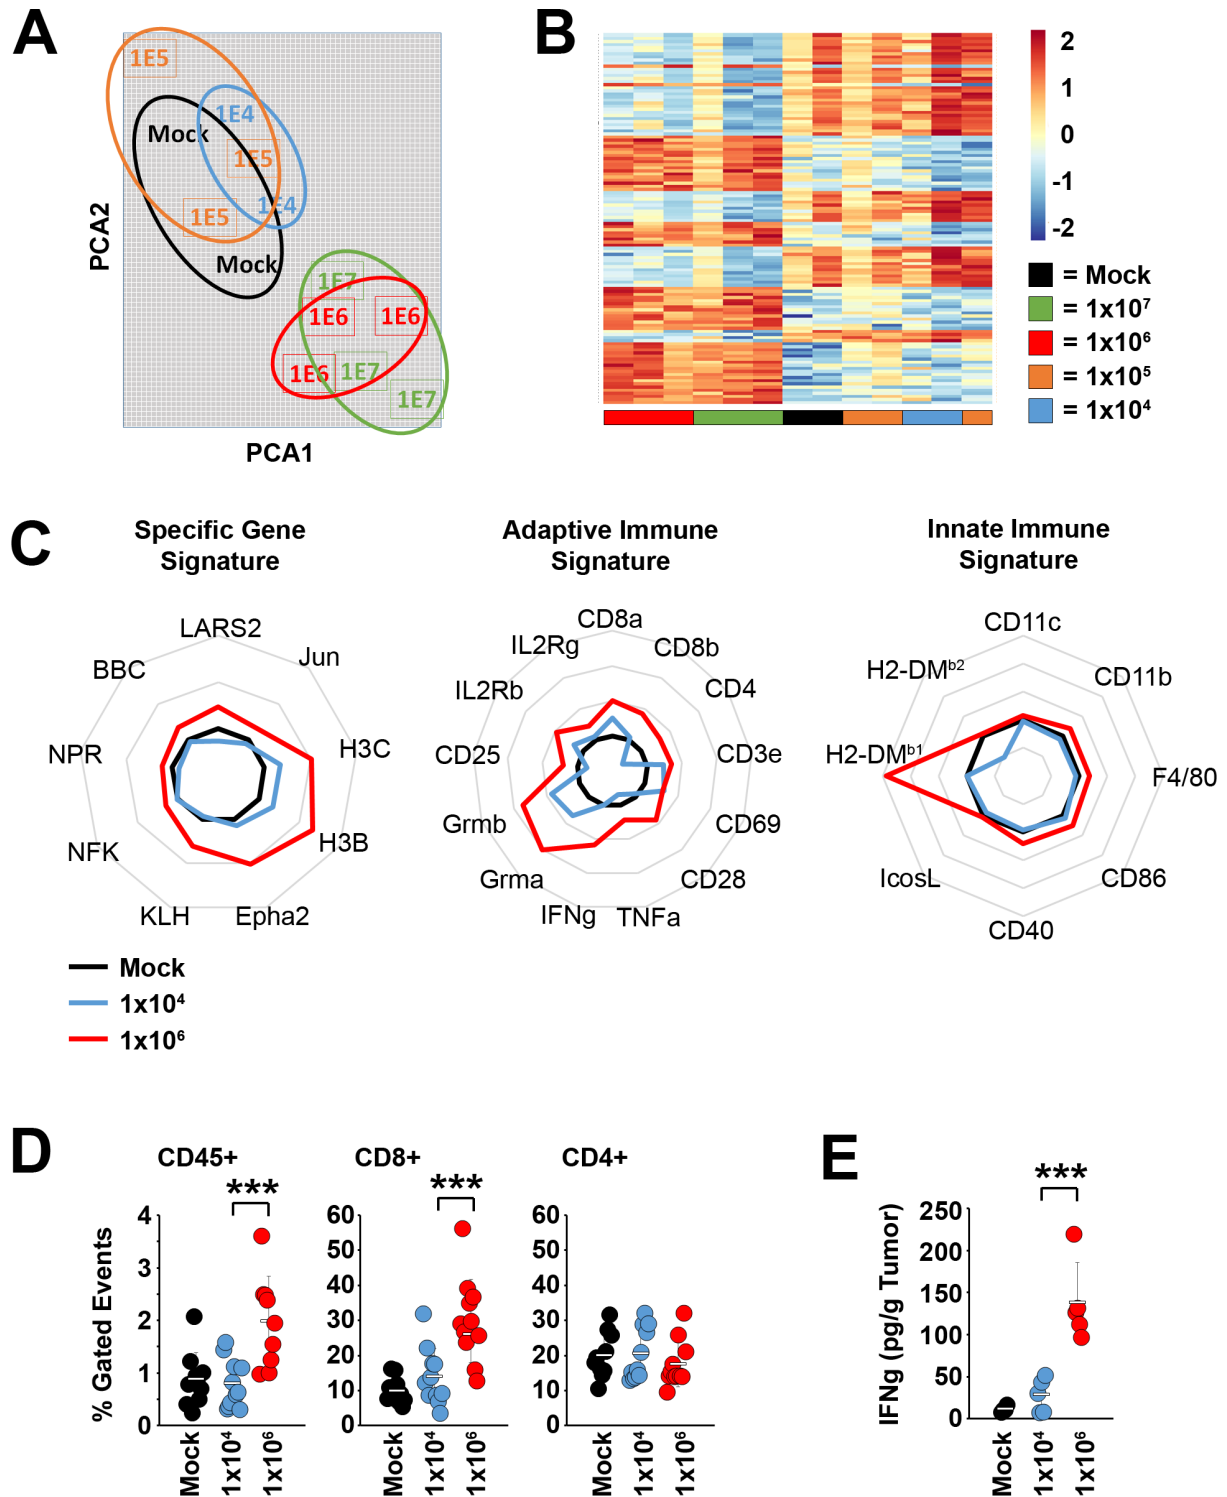 A
B
1E5
1E4
Mock
1E5
1E4
1E5
Mock
1E7
1E6
1E6
1E6
1E7
1E7
PCA2
PCA1
2
1
0
-1
-2
= Mock
= 1x10⁷
= 1x10⁶
= 1x10⁵
= 1x10⁴
C
Specific Gene
Signature
LARS2
Jun
H3C
H3B
Epha2
KLH
NFK
NPR
BBC
Adaptive Immune
Signature
CD8a
CD8b
CD4
CD3e
CD69
CD28
TNFa
IFNg
Grma
Grmb
CD25
IL2Rb
IL2Rg
Innate Immune
Signature
CD11c
CD11b
F4/80
CD86
CD40
IcosL
H2-DMᵇ¹
H2-DMᵇ²
Mock
1x10⁴
1x10⁶
D
% Gated Events
CD45+
***
4
3
2
1
0
Mock
1x10⁴
1x10⁶
CD8+
***
60
50
40
30
20
10
0
Mock
1x10⁴
1x10⁶
CD4+
60
50
40
30
20
10
0
Mock
1x10⁴
1x10⁶
E
IFNg (pg/g Tumor)
***
250
200
150
100
50
0
Mock
1x10⁴
1x10⁶